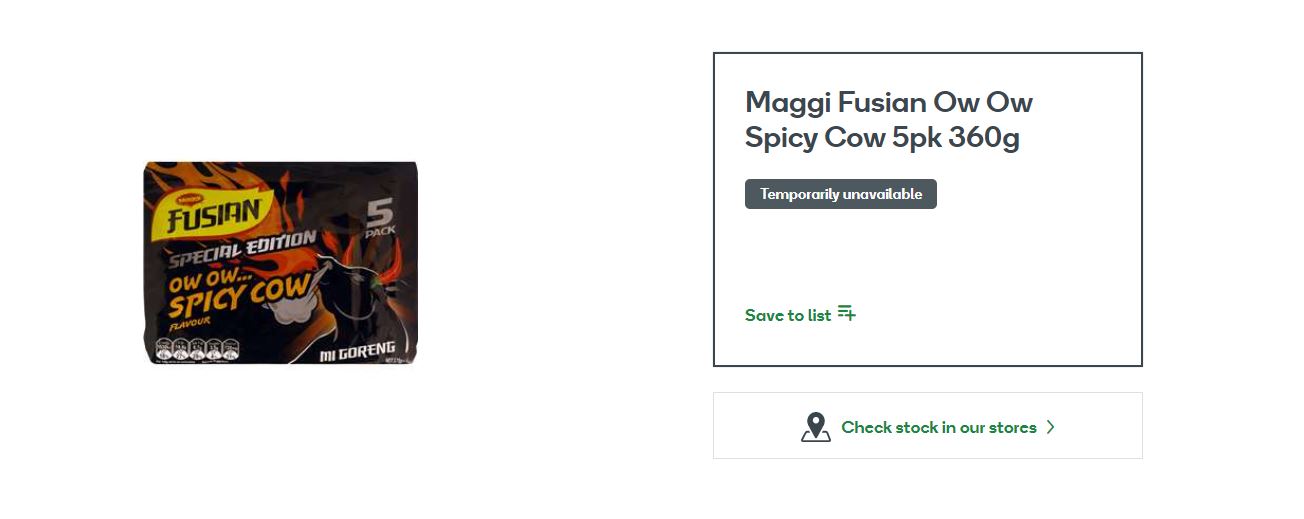 MAGGI
FUSIAN
5
PACK
SPECIAL EDITION
OW OW...
SPICY COW
FLAVOUR
MI GORENG
Maggi Fusian Ow Ow
Spicy Cow 5pk 360g
Temporarily unavailable
Save to list
Check stock in our stores